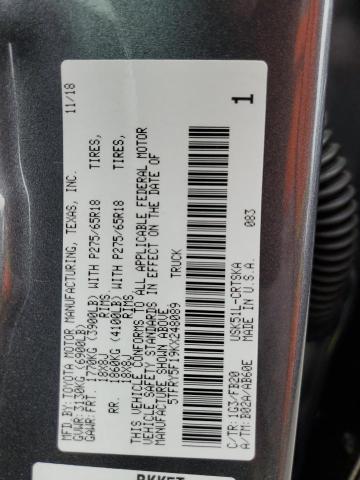 MFD.BY: TOYOTA MOTOR MANUFACTURING, TEXAS, INC. 11/18
GVWR: 3130KG (6900LB)
GAWR: FRT. 1770KG (3900LB) WITH P275/65R18 TIRES,
18X8J RIMS,
RR. 1860KG (4100LB) WITH P275/65R18 TIRES,
18X8J RIMS,
THIS VEHICLE CONFORMS TO ALL APPLICABLE FEDERAL MOTOR
VEHICLE SAFETY STANDARDS IN EFFECT ON THE DATE OF
MANUFACTURE SHOWN ABOVE.
5TFRY5F19KX248089 TRUCK
1
C/TR: 1G3/FB20 USK51L-CRTSKA
A/TM: B02A/AB60E MADE IN U.S.A. 083